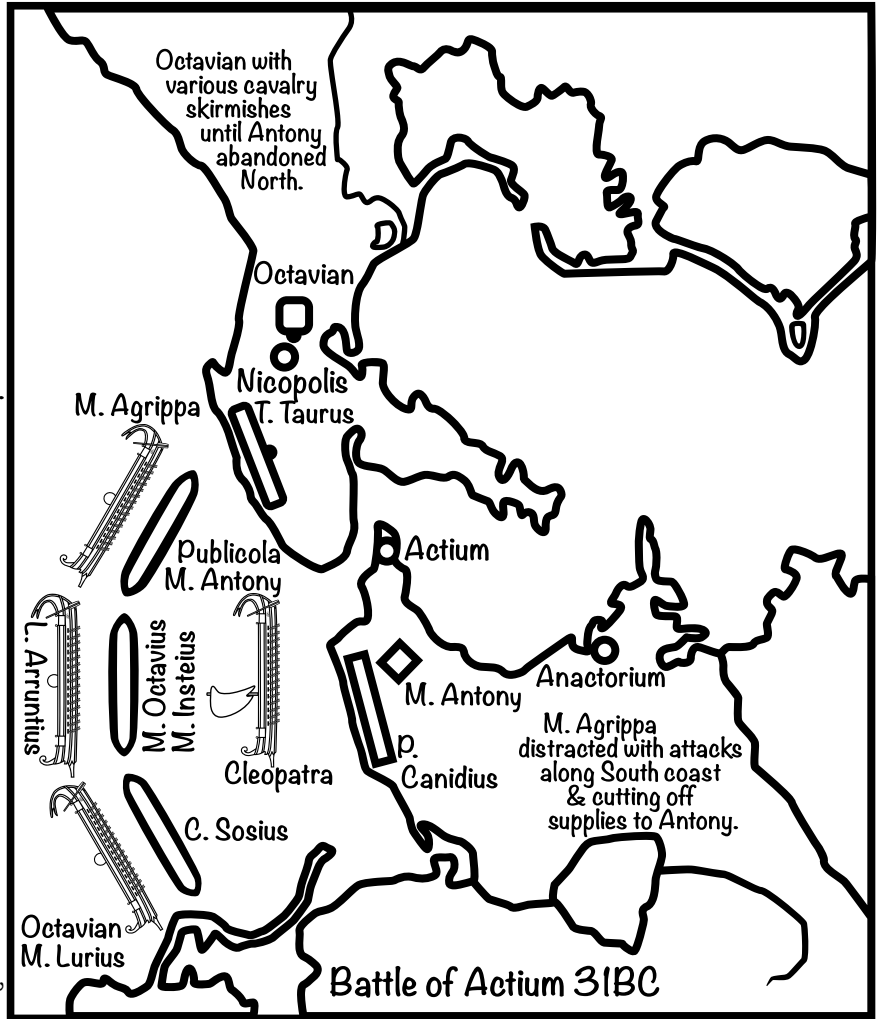 Octavian with
various cavalry
skirmishes
until Antony
abandoned
North.
Octavian
Nicopolis
T. Taurus
M. Agrippa
Publicola
M. Antony
Actium
L. Arruntius
M. Octavius
M. Insteius
Cleopatra
M. Antony
Anactorium
P.
Canidius
M. Agrippa
distracted with attacks
along South coast
& cutting off
supplies to Antony.
C. Sosius
Octavian
M. Lurius
Battle of Actium 31BC